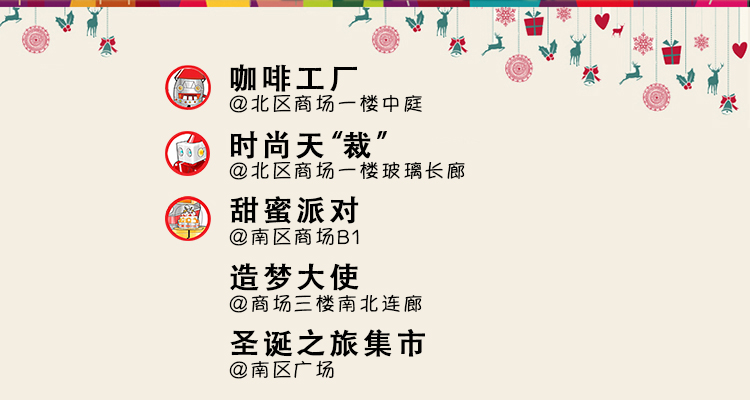 咖啡工厂
@北区商场一楼中庭
时尚天“裁”
@北区商场一楼玻璃长廊
甜蜜派对
@南区商场B1
造梦大使
@商场三楼南北连廊
圣诞之旅集市
@南区广场